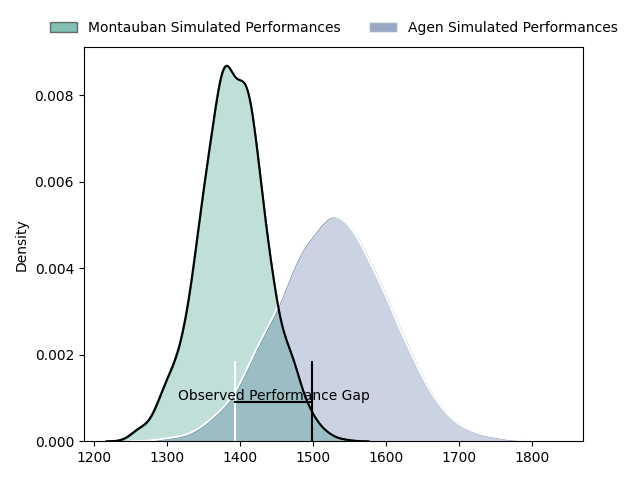 Montauban Simulated Performances
Agen Simulated Performances
Density
0.008
0.006
0.004
0.002
0.000
Observed Performance Gap
1200 1300 1400 1500 1600 1700 1800